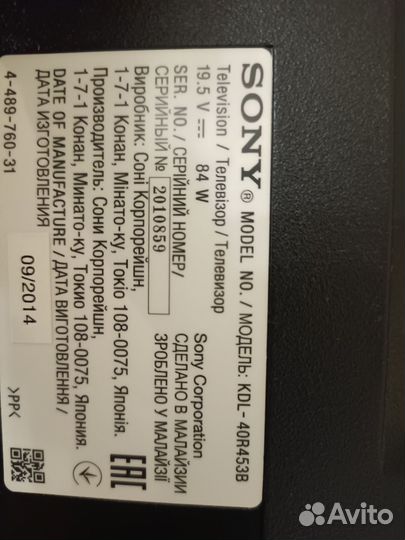 SONY® MODEL NO. / МОДЕЛЬ: KDL-40R453B
Television / Телевізор / Телевизор
19.5 V ⎓ 84 W
SER. NO./ СЕРІЙНИЙ НОМЕР/
СЕРИЙНЫЙ № 2010859
Sony Corporation
СДЕЛАНО В МАЛАЙЗИИ
ЗРОБЛЕНО У МАЛАЙЗІЇ
Виробник: Соні Корпорейшн,
1-7-1 Конан, Мінато-ку, Токіо 108-0075, Японія.
Производитель: Сони Корпорейшн,
1-7-1 Конан, Минато-ку, Токио 108-0075, Япония.
EAC
DATE OF MANUFACTURE / ДАТА ВИГОТОВЛЕННЯ /
ДАТА ИЗГОТОВЛЕНИЯ
09/2014
4-489-760-31
>PP<
Avito